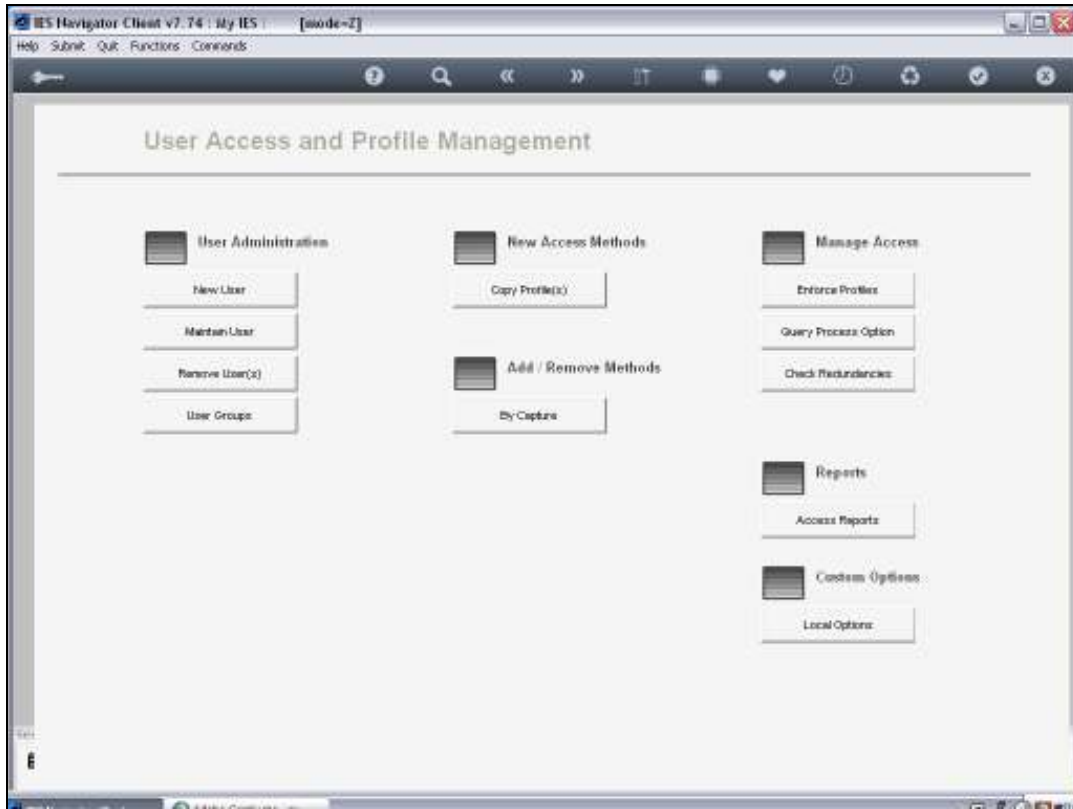 IES Navigator Client v7.74 : My IES : [mode=Z]
Help Submit Quit Functions Commands
User Access and Profile Management
User Administration
New User
Maintain User
Remove User(s)
User Groups
New Access Methods
Copy Profile(s)
Add / Remove Methods
By Capture
Manage Access
Enforce Profiles
Query Process Option
Check Redundancies
Reports
Access Reports
Custom Options
Local Options